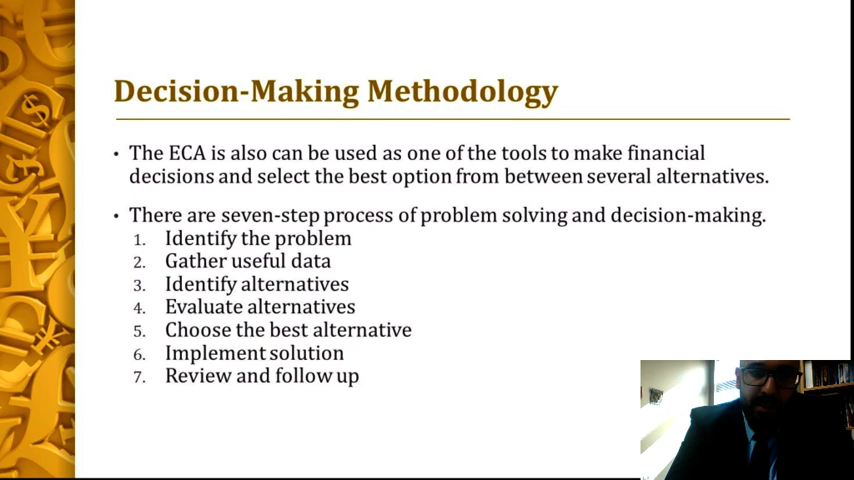 Decision-Making Methodology
• The ECA is also can be used as one of the tools to make financial
decisions and select the best option from between several alternatives.
• There are seven-step process of problem solving and decision-making.
1. Identify the problem
2. Gather useful data
3. Identify alternatives
4. Evaluate alternatives
5. Choose the best alternative
6. Implement solution
7. Review and follow up